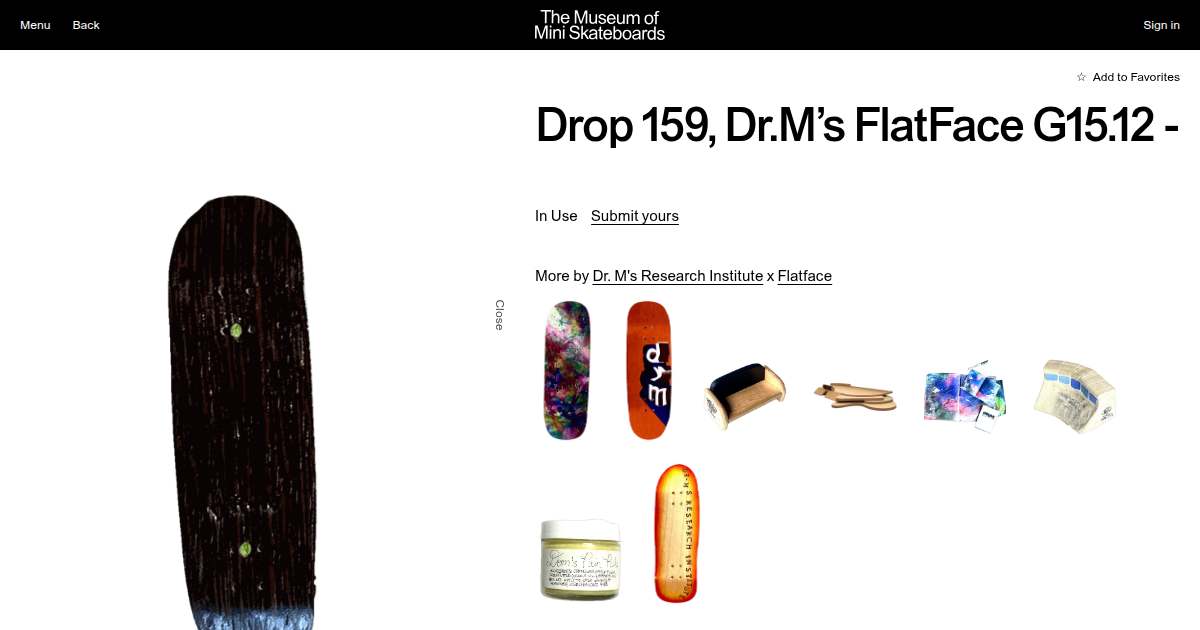 Menu
Back
The Museum of
Mini Skateboards
Sign in
☆ Add to Favorites
Drop 159, Dr.M’s FlatFace G15.12 -
In Use
Submit yours
More by Dr. M's Research Institute x Flatface
Close
drm
RESEARCH